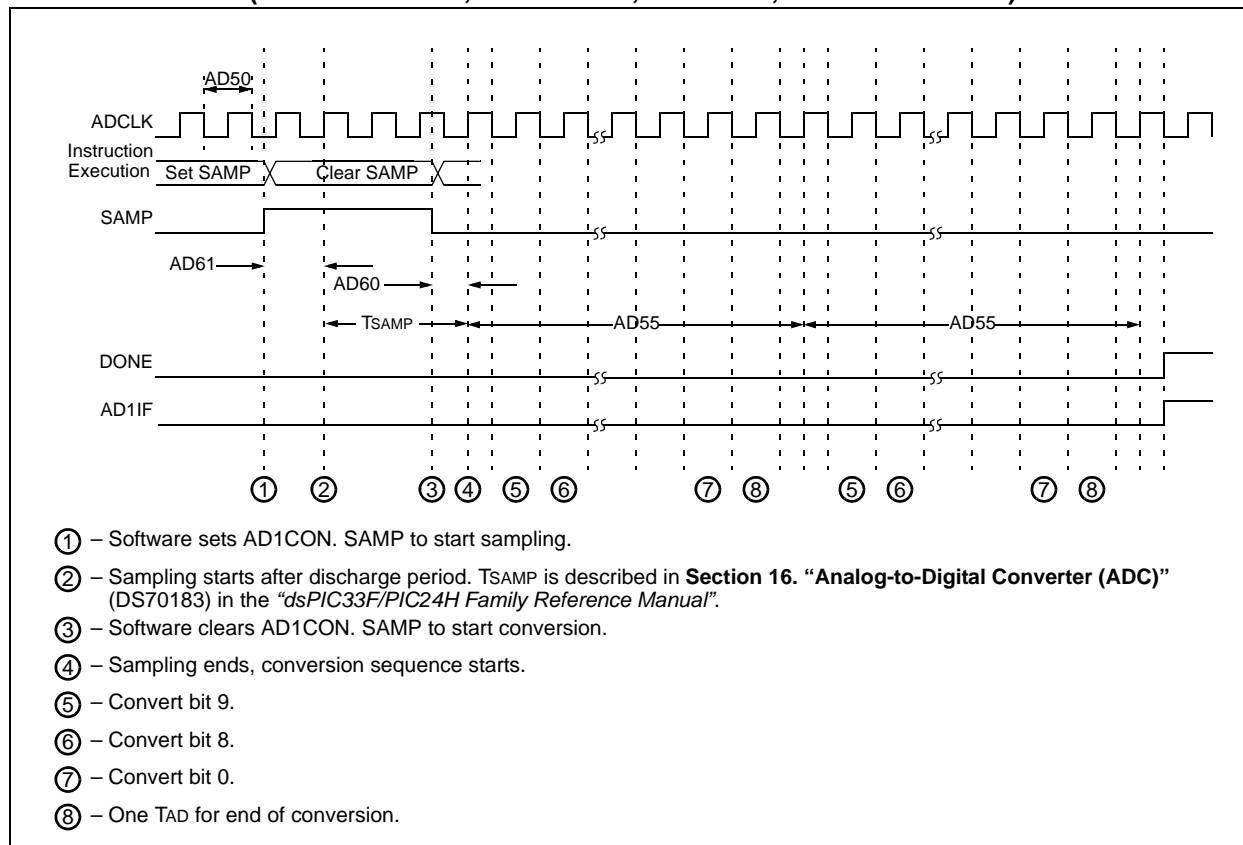 AD50
ADCLK
Instruction
Execution Set SAMP Clear SAMP
SAMP
AD61
AD60
TSAMP AD55 AD55
DONE
AD1IF
1 2 3 4 5 6 7 8 5 6 7 8
1 – Software sets AD1CON. SAMP to start sampling.
2 – Sampling starts after discharge period. TSAMP is described in Section 16. “Analog-to-Digital Converter (ADC)”
(DS70183) in the “dsPIC33F/PIC24H Family Reference Manual”.
3 – Software clears AD1CON. SAMP to start conversion.
4 – Sampling ends, conversion sequence starts.
5 – Convert bit 9.
6 – Convert bit 8.
7 – Convert bit 0.
8 – One TAD for end of conversion.